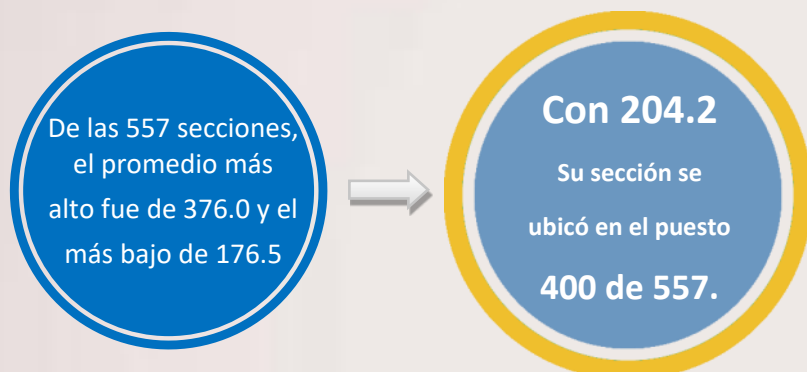 De las 557 secciones,
el promedio más
alto fue de 376.0 y el
más bajo de 176.5
Con 204.2
Su sección se
ubicó en el puesto
400 de 557.